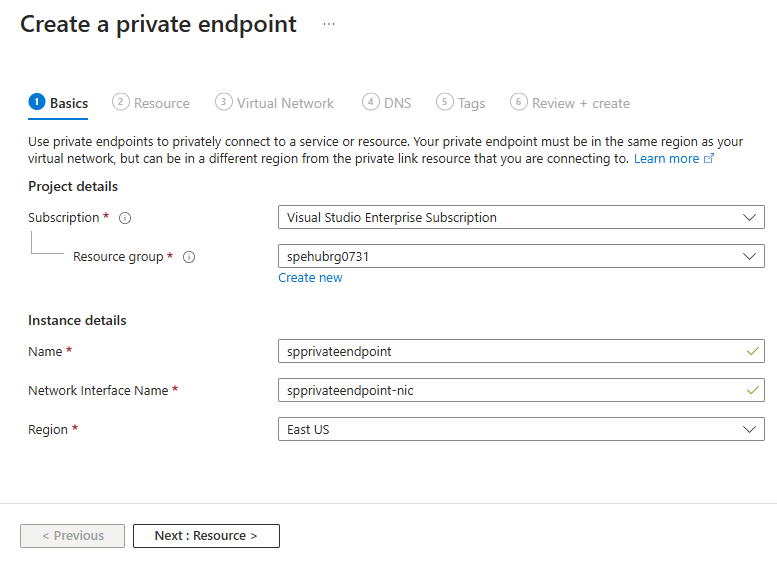 Create a private endpoint ...
1 Basics 2 Resource 3 Virtual Network 4 DNS 5 Tags 6 Review + create
Use private endpoints to privately connect to a service or resource. Your private endpoint must be in the same region as your
virtual network, but can be in a different region from the private link resource that you are connecting to. Learn more
Project details
Subscription * Visual Studio Enterprise Subscription
Resource group * spehubrg0731
Create new
Instance details
Name * spprivateendpoint
Network Interface Name * spprivateendpoint-nic
Region * East US
< Previous Next : Resource >